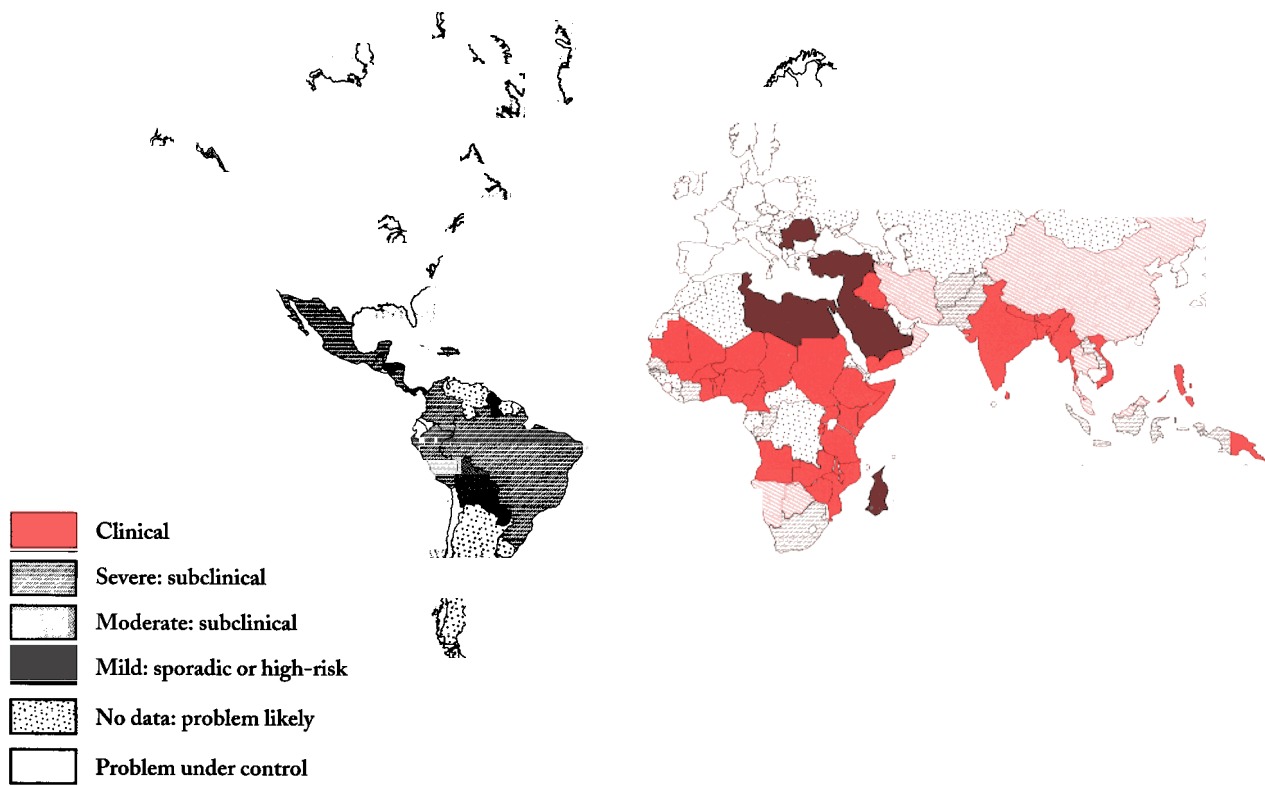 Clinical
Severe: subclinical
Moderate: subclinical
Mild: sporadic or high-risk
No data: problem likely
Problem under control